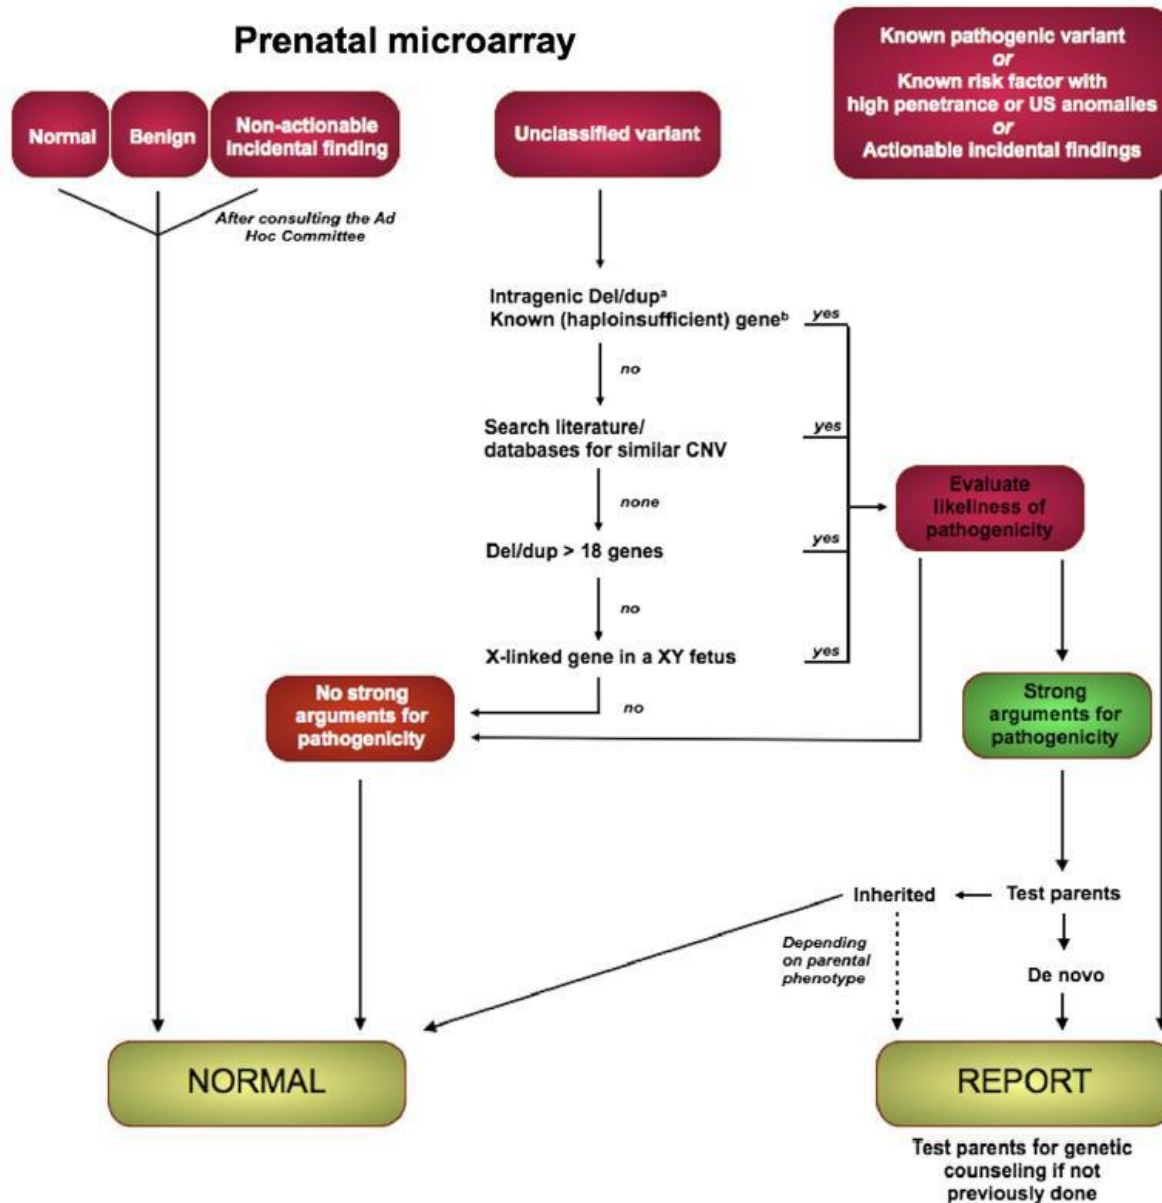 Prenatal microarray
Normal
Benign
Non-actionable
incidental finding
Unclassified variant
Known pathogenic variant
or
Known risk factor with
high penetrance or US anomalies
or
Actionable incidental findings
After consulting the Ad
Hoc Committee
Intragenic Del/dupᵃ
Known (haploinsufficient) geneᵇ
yes
no
Search literature/
databases for similar CNV
yes
none
Del/dup > 18 genes
yes
no
X-linked gene in a XY fetus
yes
no
Evaluate
likeliness of
pathogenicity
No strong
arguments for
pathogenicity
Strong
arguments for
pathogenicity
Inherited
Test parents
Depending
on parental
phenotype
De novo
NORMAL
REPORT
Test parents for genetic
counseling if not
previously done